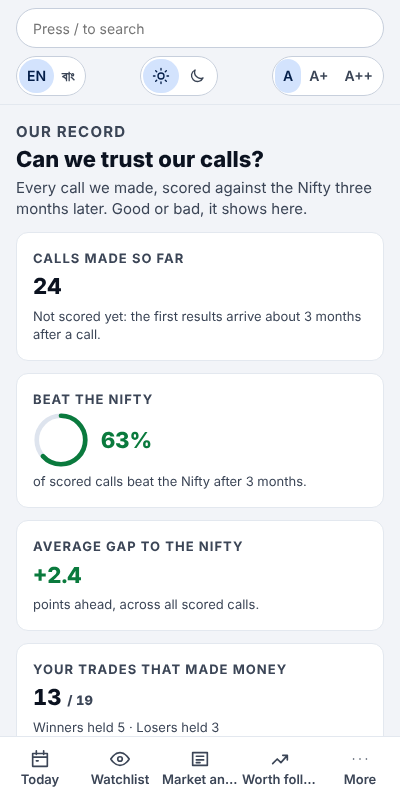 Press / to search
EN বাং A A+ A++
OUR RECORD
Can we trust our calls?
Every call we made, scored against the Nifty three
months later. Good or bad, it shows here.
CALLS MADE SO FAR
24
Not scored yet: the first results arrive about 3 months
after a call.
BEAT THE NIFTY
63%
of scored calls beat the Nifty after 3 months.
AVERAGE GAP TO THE NIFTY
+2.4
points ahead, across all scored calls.
YOUR TRADES THAT MADE MONEY
13 / 19
Winners held 5 · Losers held 3
Today Watchlist Market an... Worth foll... More